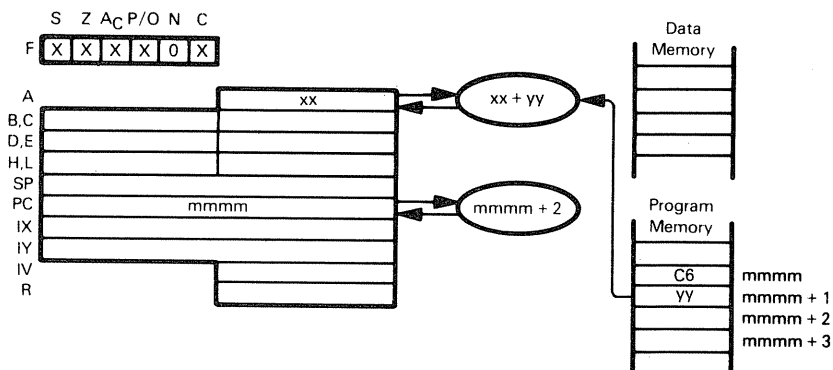 S Z AC P/O N C
F X X X X 0 X
Data
Memory
A xx
xx + yy
B,C
D,E
H,L
SP
PC mmmm
mmmm + 2
Program
Memory
IX
IY
IV
R
C6 mmmm
yy mmmm + 1
mmmm + 2
mmmm + 3